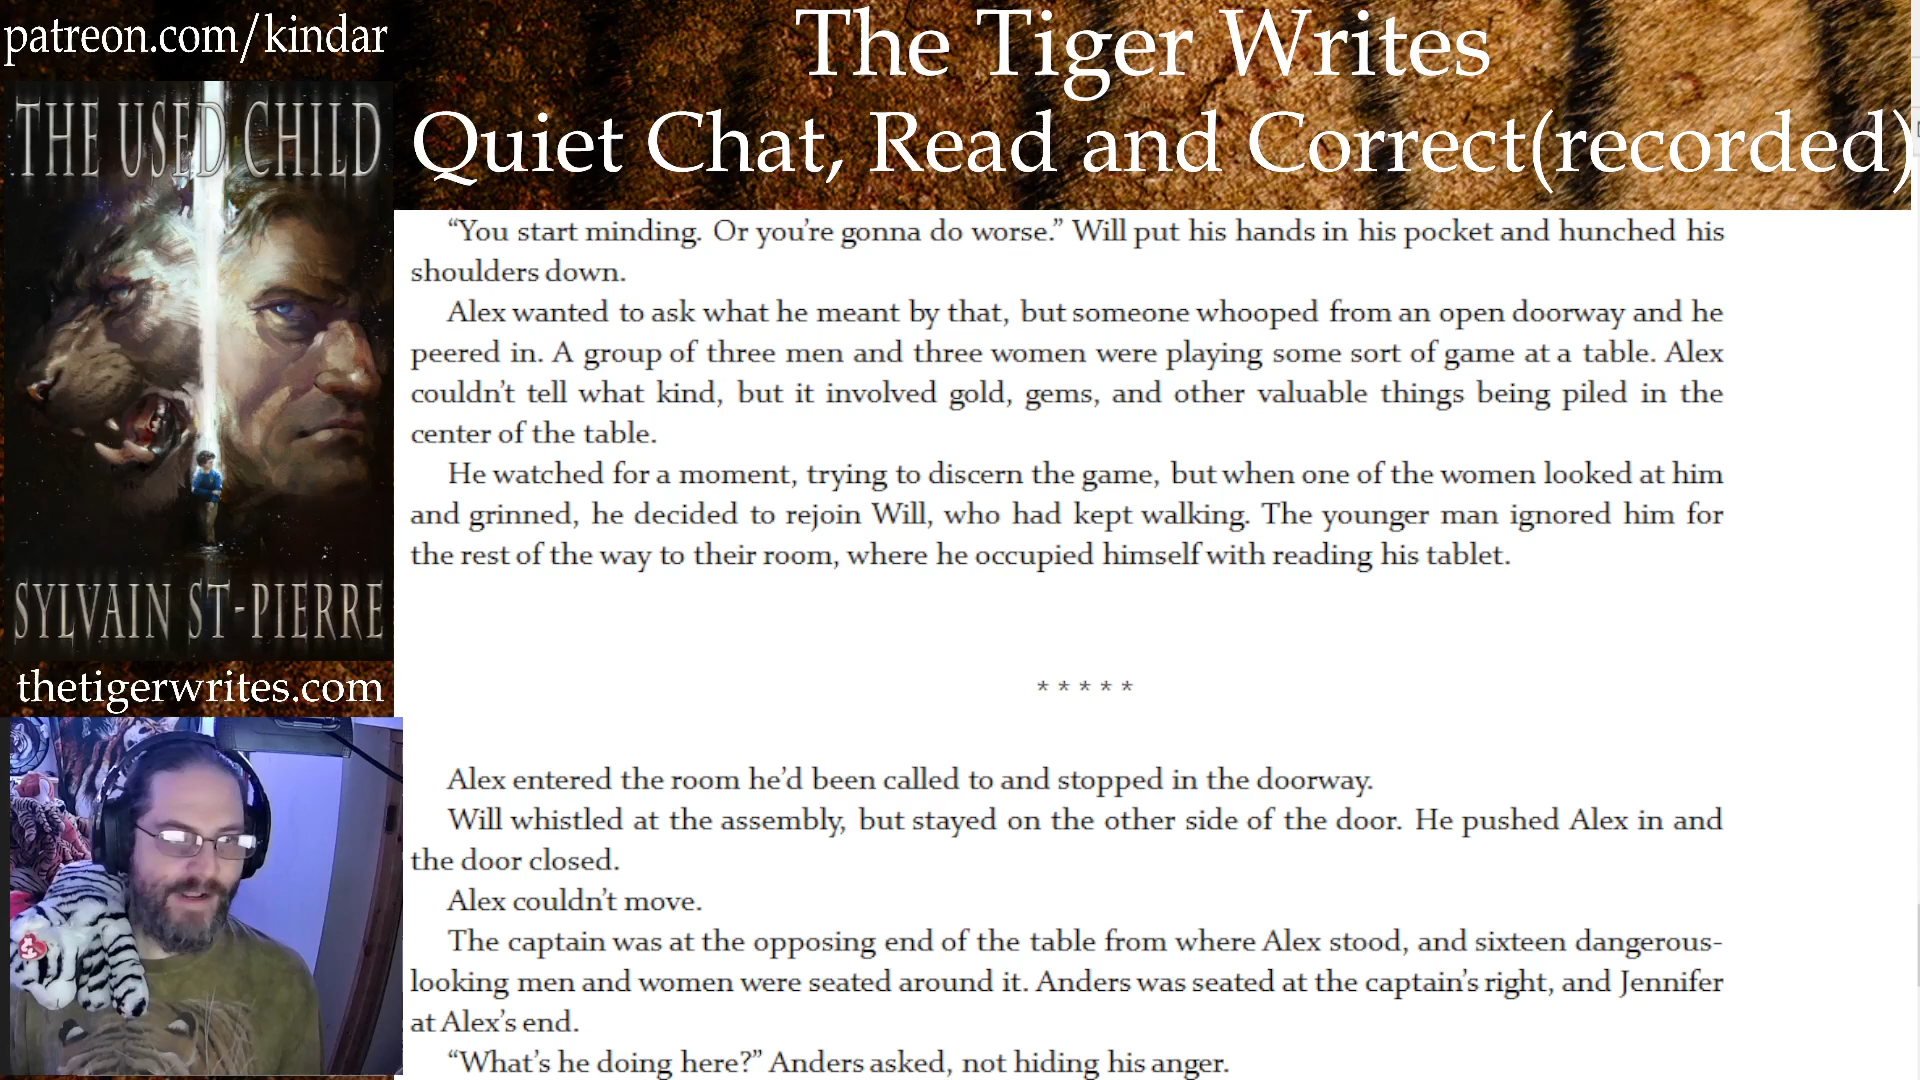 patreon.com/kindar
The Tiger Writes
Quiet Chat, Read and Correct(recorded)
THE USED CHILD
SYLVAIN ST-PIERRE
thetigerwrites.com
“You start minding. Or you’re gonna do worse.” Will put his hands in his pocket and hunched his
shoulders down.
Alex wanted to ask what he meant by that, but someone whooped from an open doorway and he
peered in. A group of three men and three women were playing some sort of game at a table. Alex
couldn’t tell what kind, but it involved gold, gems, and other valuable things being piled in the
center of the table.
He watched for a moment, trying to discern the game, but when one of the women looked at him
and grinned, he decided to rejoin Will, who had kept walking. The younger man ignored him for
the rest of the way to their room, where he occupied himself with reading his tablet.
* * * * *
Alex entered the room he’d been called to and stopped in the doorway.
Will whistled at the assembly, but stayed on the other side of the door. He pushed Alex in and
the door closed.
Alex couldn’t move.
The captain was at the opposing end of the table from where Alex stood, and sixteen dangerous-
looking men and women were seated around it. Anders was seated at the captain’s right, and Jennifer
at Alex’s end.
“What’s he doing here?” Anders asked, not hiding his anger.